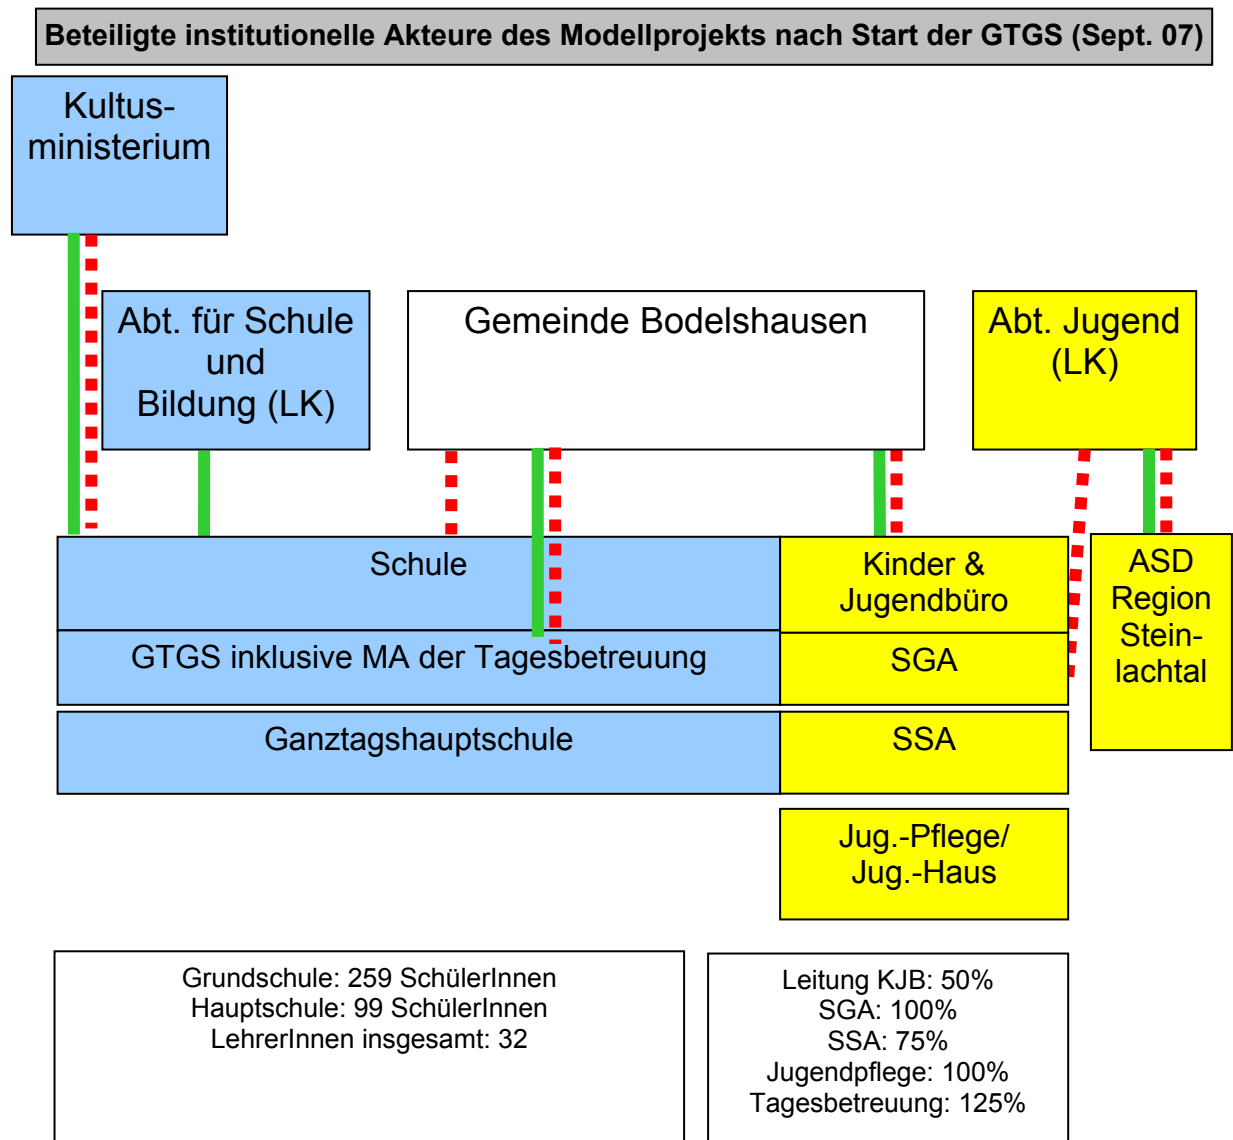 Beteiligte institutionelle Akteure des Modellprojekts nach Start der GTGS (Sept. 07)
Kultus-
ministerium
Abt. für Schule
und
Bildung (LK)
Gemeinde Bodelshausen
Abt. Jugend
(LK)
Schule
Kinder &
Jugendbüro
ASD
Region
Stein-
lachtal
GTGS inklusive MA der Tagesbetreuung
SGA
Ganztagshauptschule
SSA
Jug.-Pflege/
Jug.-Haus
Grundschule: 259 SchülerInnen
Hauptschule: 99 SchülerInnen
LehrerInnen insgesamt: 32
Leitung KJB: 50%
SGA: 100%
SSA: 75%
Jugendpflege: 100%
Tagesbetreuung: 125%